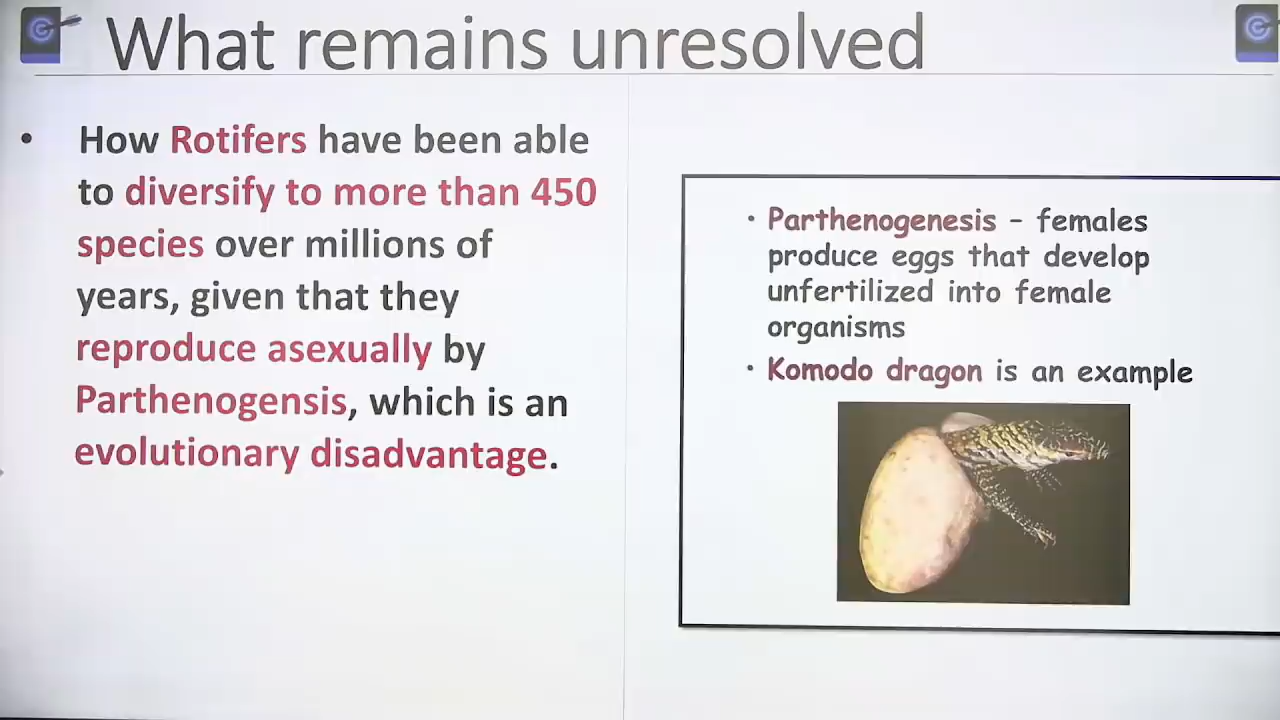 What remains unresolved
• How Rotifers have been able
to diversify to more than 450
species over millions of
years, given that they
reproduce asexually by
Parthenogensis, which is an
evolutionary disadvantage.
• Parthenogenesis – females
produce eggs that develop
unfertilized into female
organisms
• Komodo dragon is an example